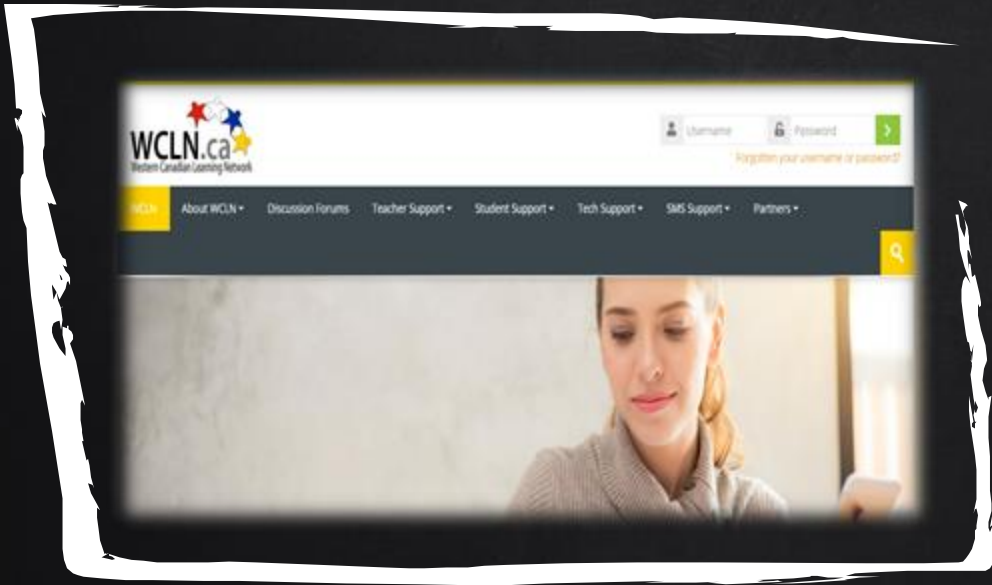 WCLN.ca
Western Canadian Learning Network
Username Password
Forgotten your username or password?
WCLN About WCLN Discussion Forums Teacher Support Student Support Tech Support SMS Support Partners